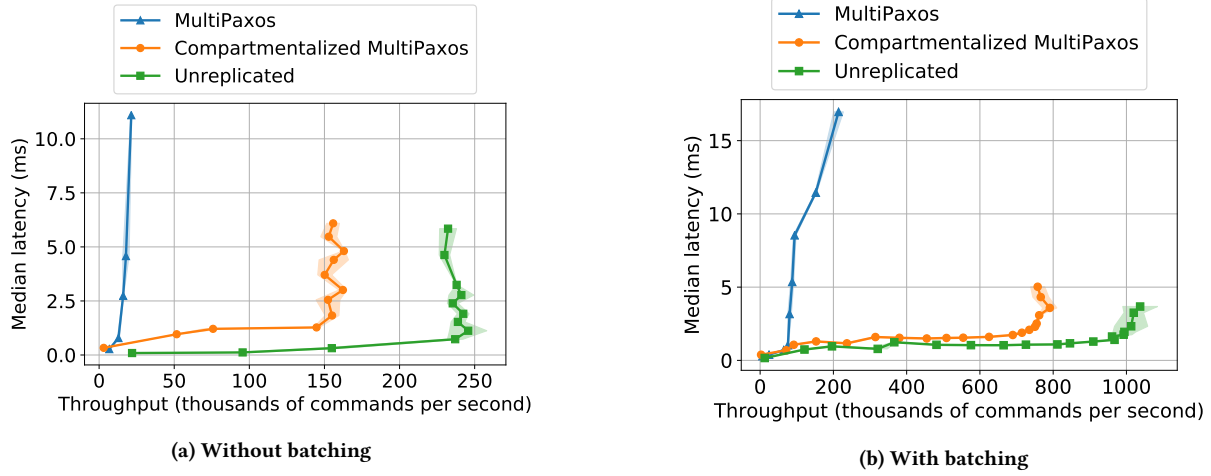 MultiPaxos
Compartmentalized MultiPaxos
Unreplicated
10.0
7.5
5.0
2.5
0.0
Median latency (ms)
0 50 100 150 200 250
Throughput (thousands of commands per second)
(a) Without batching
MultiPaxos
Compartmentalized MultiPaxos
Unreplicated
15
10
5
0
Median latency (ms)
0 200 400 600 800 1000
Throughput (thousands of commands per second)
(b) With batching